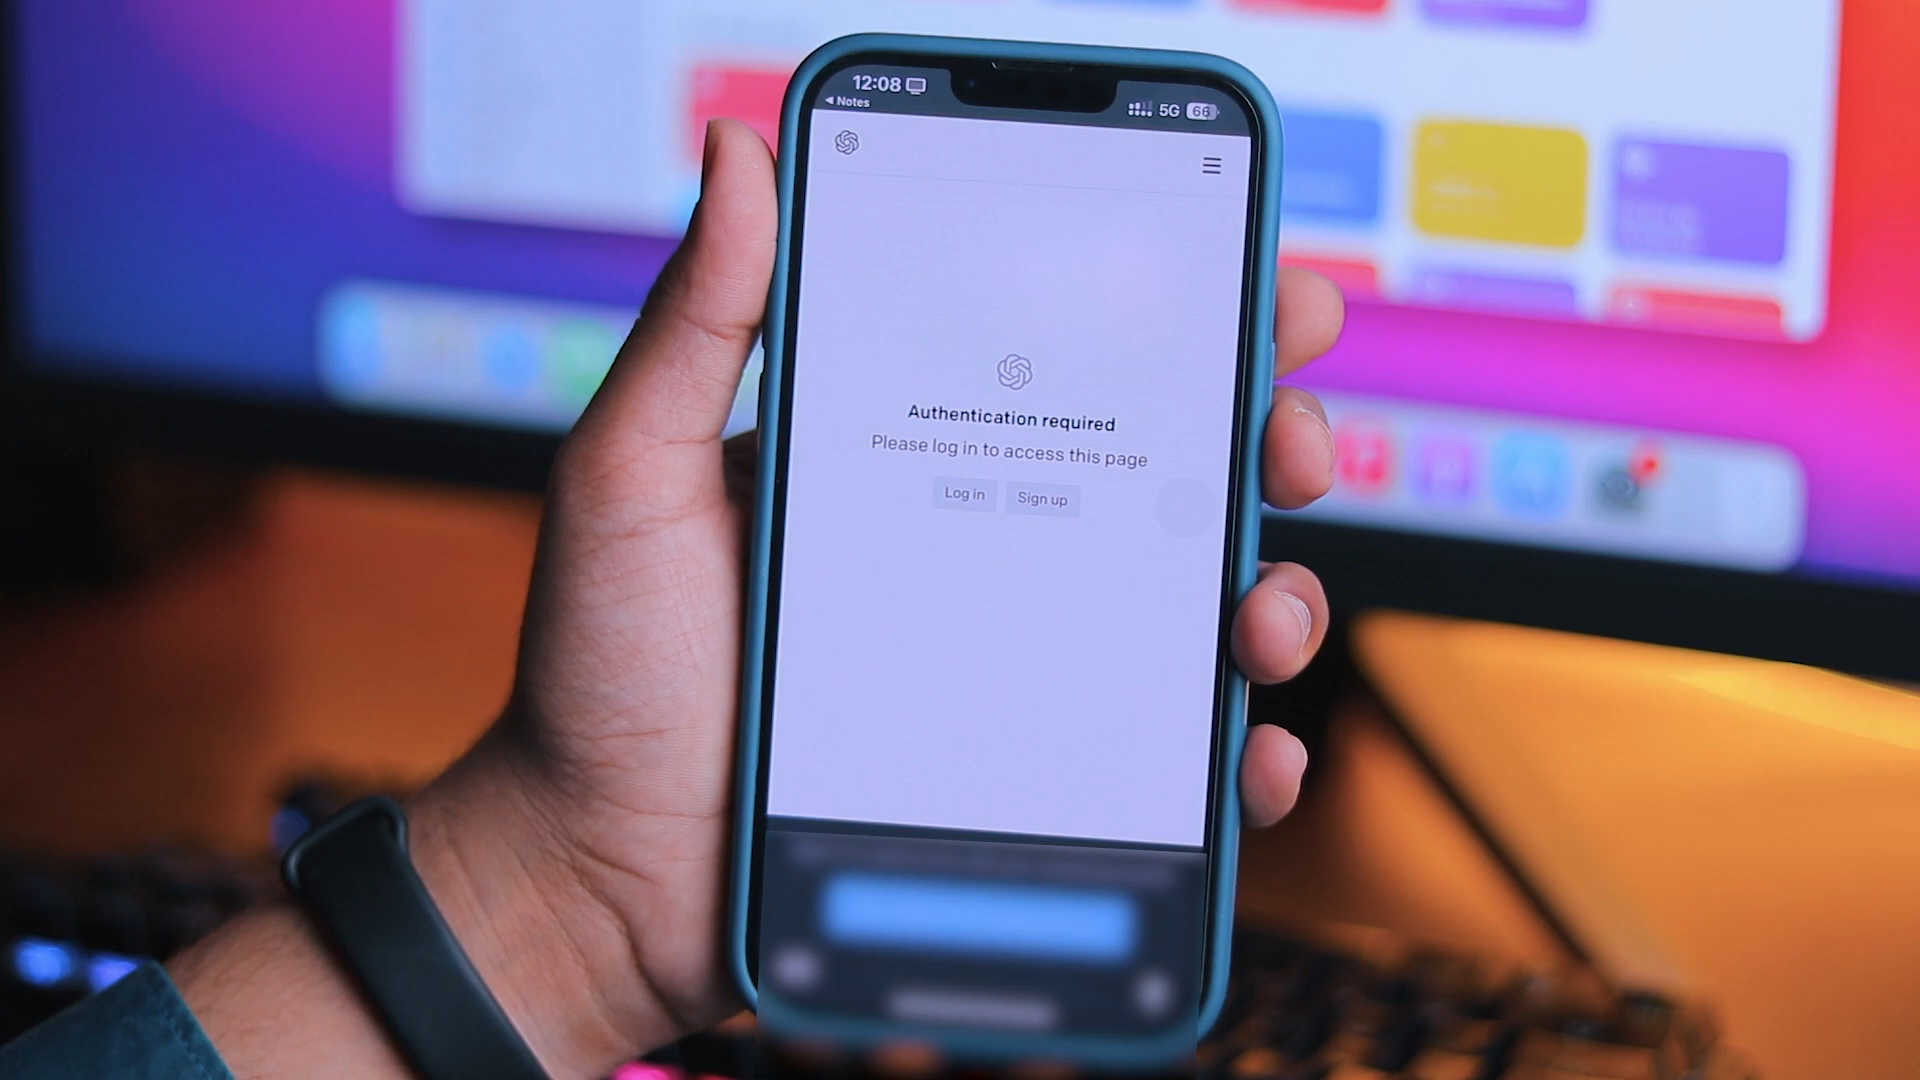 12:08
◀ Notes
5G 66
Authentication required
Please log in to access this page
Log in
Sign up